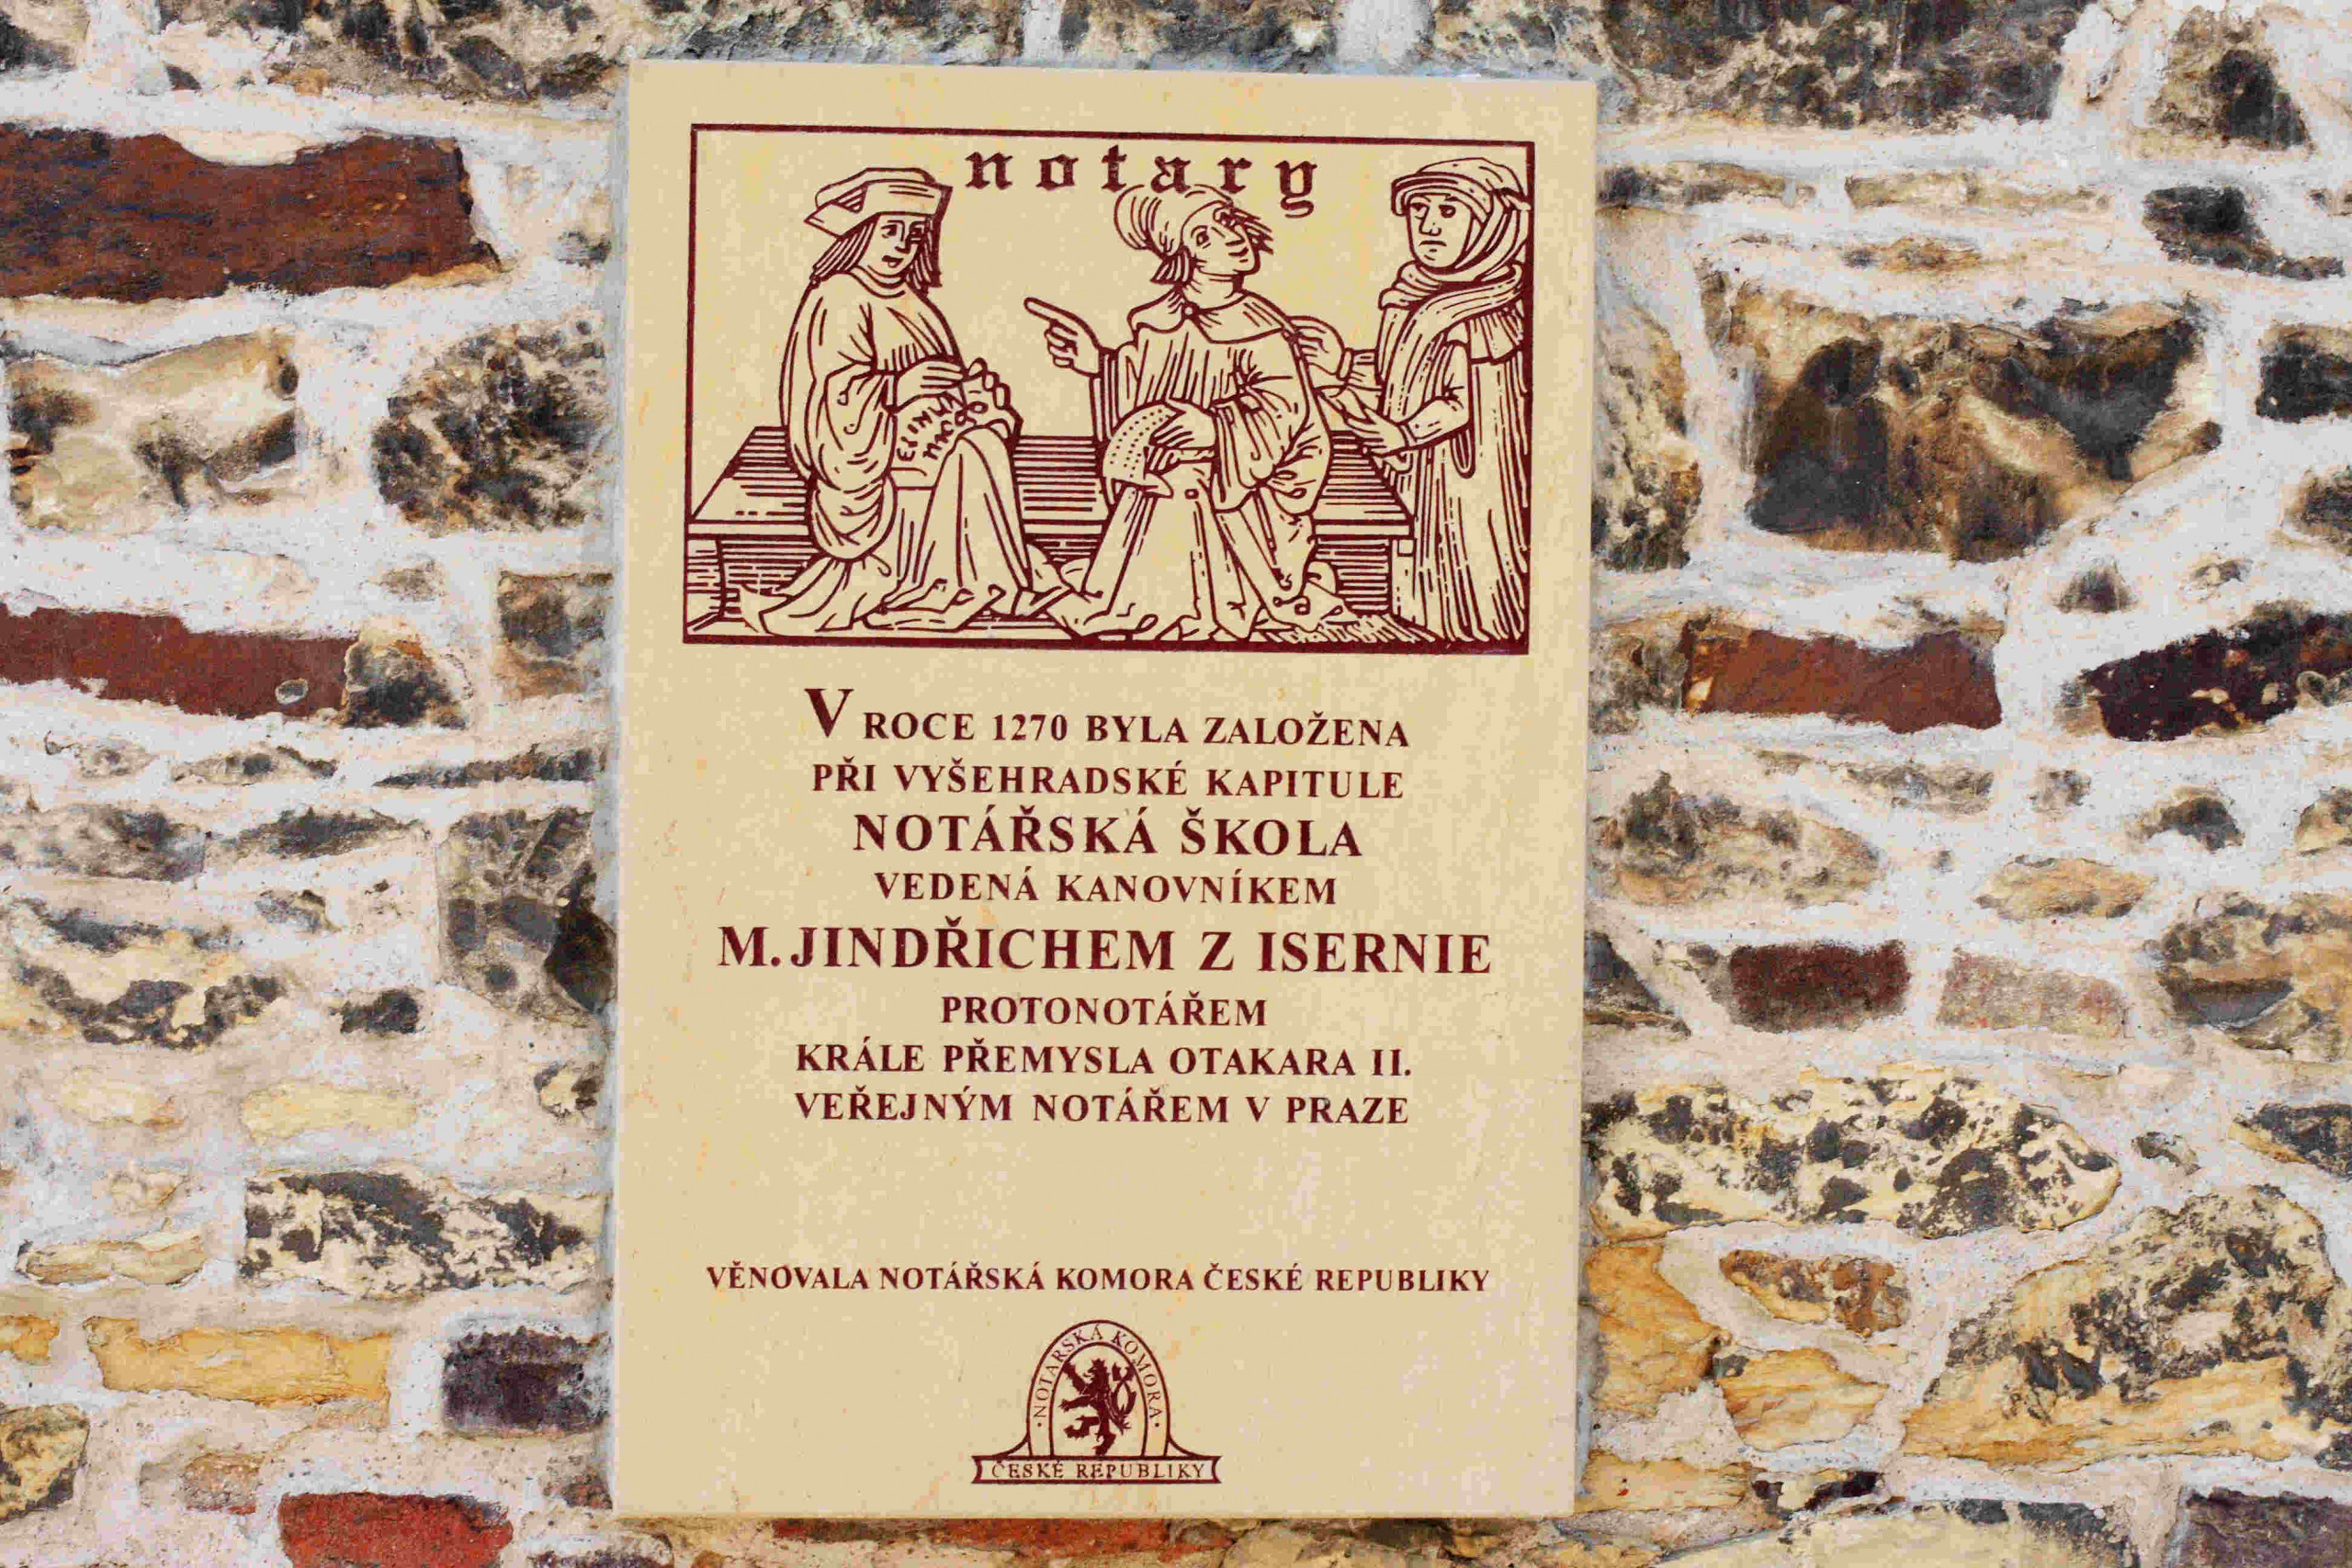 notary
V ROCE 1270 BYLA ZALOŽENA
PŘI VYŠEHRADSKÉ KAPITULE
NOTÁŘSKÁ ŠKOLA
VEDENÁ KANOVNÍKEM
M. JINDŘICHEM Z ISERNIE
PROTONOTÁŘEM
KRÁLE PŘEMYSLA OTAKARA II.
VEŘEJNÝM NOTÁŘEM V PRAZE
VĚNOVALA NOTÁŘSKÁ KOMORA ČESKÉ REPUBLIKY
· NOTÁŘSKÁ KOMORA ·
ČESKÉ REPUBLIKY